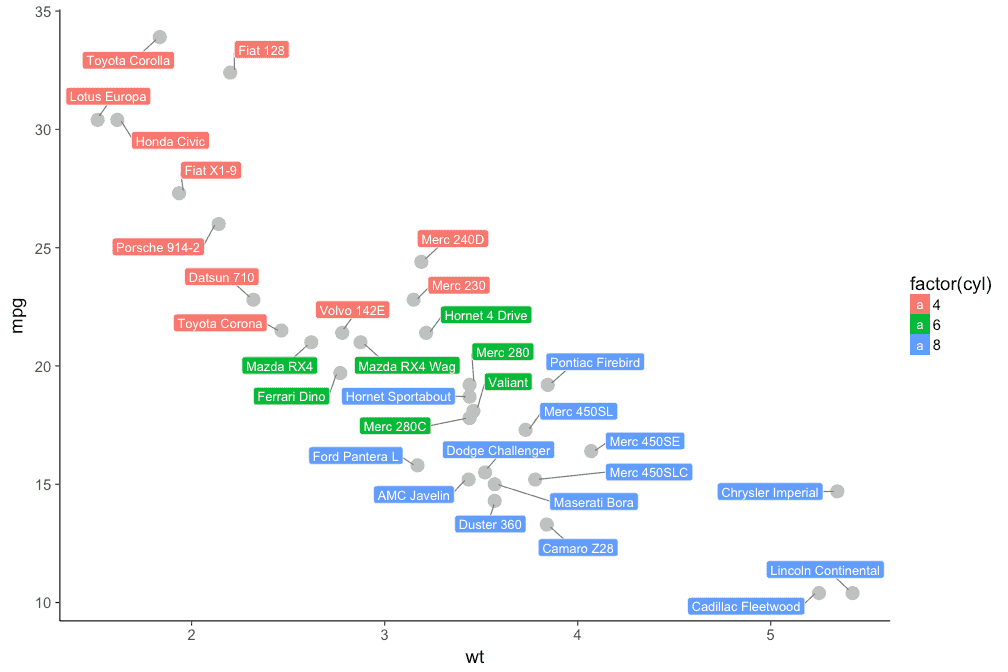 35
Toyota Corolla
Fiat 128
Lotus Europa
30
Honda Civic
Fiat X1-9
Porsche 914-2
25
Merc 240D
Datsun 710
Merc 230
Toyota Corona
Volvo 142E
Hornet 4 Drive
Mazda RX4
Mazda RX4 Wag
Merc 280
Pontiac Firebird
20
Ferrari Dino
Hornet Sportabout
Valiant
Merc 280C
Merc 450SL
Merc 450SE
Ford Pantera L
Dodge Challenger
Merc 450SLC
15
AMC Javelin
Maserati Bora
Chrysler Imperial
Duster 360
Camaro Z28
Lincoln Continental
10
Cadillac Fleetwood
mpg
2
3
4
5
wt
factor(cyl)
a 4
a 6
a 8